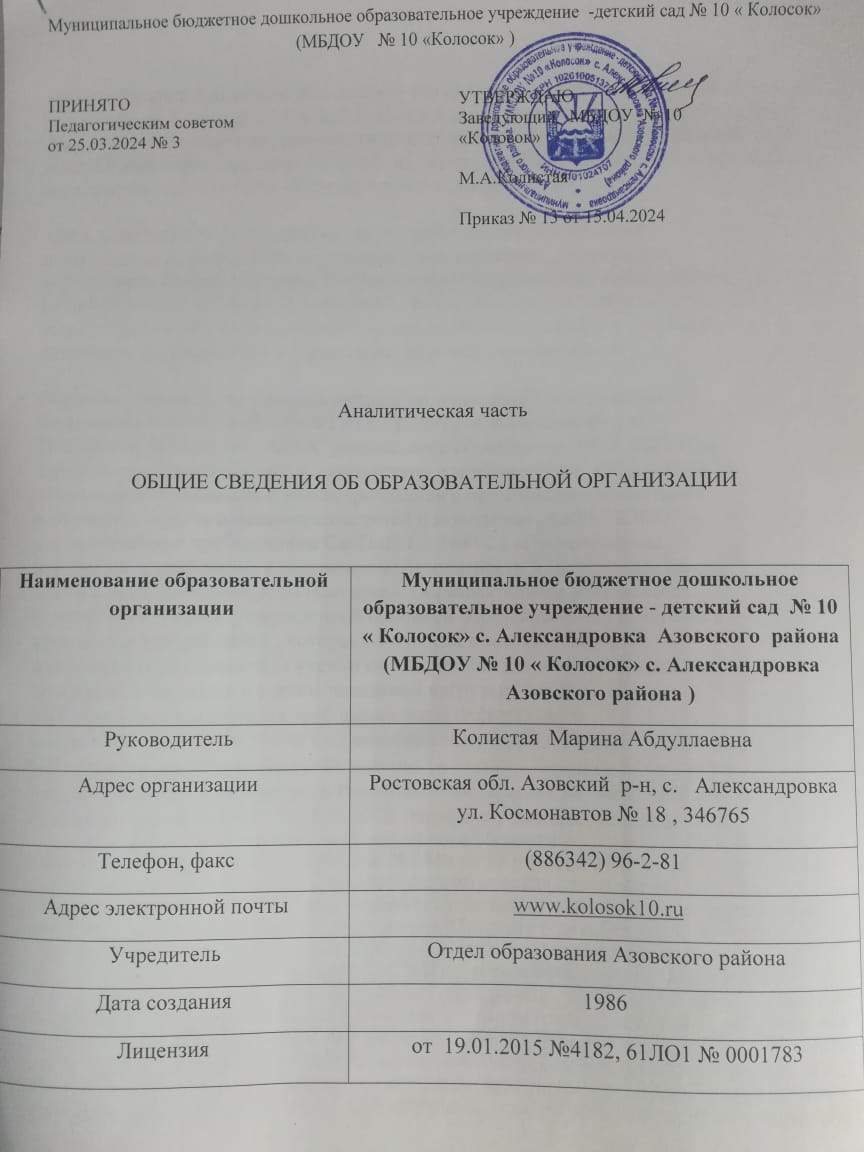 Муниципальное бюджетное дошкольное образовательное учреждение -детский сад № 10 « Колосок»
(МБДОУ № 10 «Колосок» )
ПРИНЯТО
Педагогическим советом
от 25.03.2024 № 3
УТВЕРЖДАЮ
Заведующий МБДОУ № 10
«Колосок»
М.А.Колистая
Приказ № 13 от 15.04.2024
Аналитическая часть
ОБЩИЕ СВЕДЕНИЯ ОБ ОБРАЗОВАТЕЛЬНОЙ ОРГАНИЗАЦИИ
Наименование образовательной
организации
Муниципальное бюджетное дошкольное
образовательное учреждение - детский сад № 10
« Колосок» с. Александровка Азовского района
(МБДОУ № 10 « Колосок» с. Александровка
Азовского района )
Руководитель
Колистая Марина Абдуллаевна
Адрес организации
Ростовская обл. Азовский р-н, с. Александровка
ул. Космонавтов № 18 , 346765
Телефон, факс
(886342) 96-2-81
Адрес электронной почты
www.kolosok10.ru
Учредитель
Отдел образования Азовского района
Дата создания
1986
Лицензия
от 19.01.2015 №4182, 61ЛО1 № 0001783